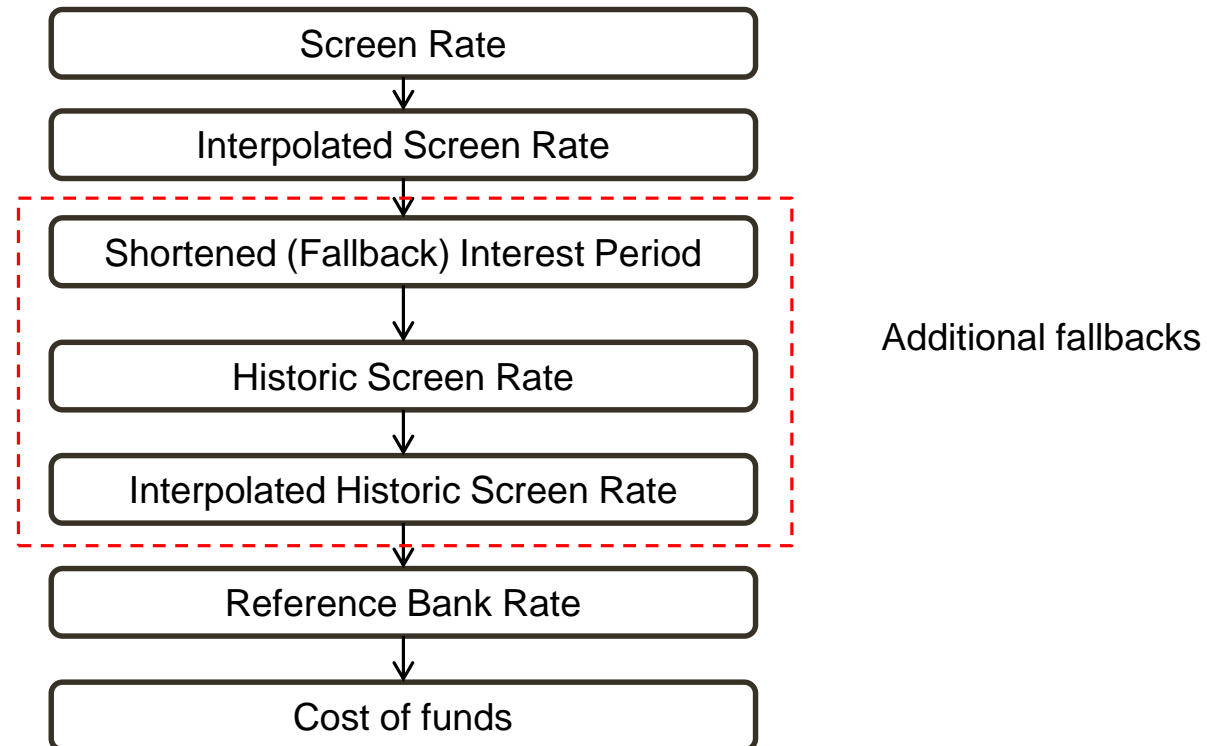 Screen Rate
Interpolated Screen Rate
Shortened (Fallback) Interest Period
Additional fallbacks
Historic Screen Rate
Interpolated Historic Screen Rate
Reference Bank Rate
Cost of funds